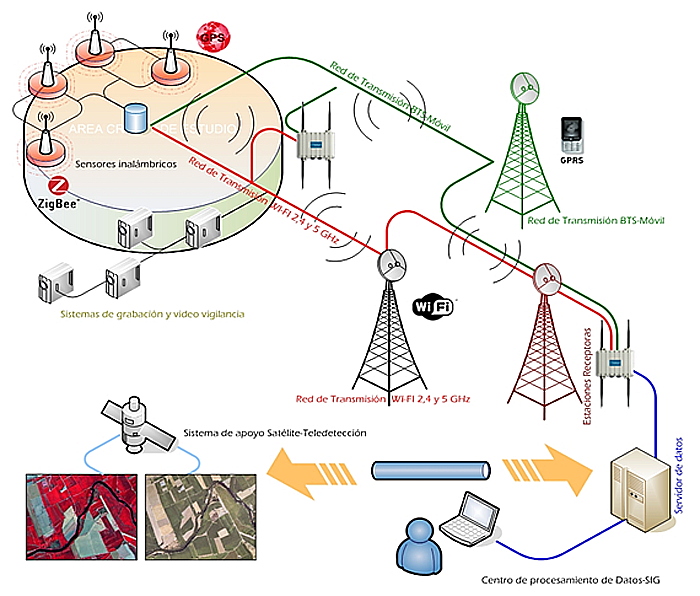 GPS
Red de Transmisión BTS-Móvil
AREA CRITICA DE ESTUDIO
Sensores inalámbricos
ZigBee
GPRS
Red de Transmisión WI-FI 2,4 y 5 GHz
Red de Transmisión BTS-Móvil
Wi Fi
Sistemas de grabación y video vigilancia
Estaciones Receptoras
Red de Transmisión WI-FI 2,4 y 5 GHz
Sistema de apoyo Satélite-Teledetección
Servidor de datos
Centro de procesamiento de Datos-SIG